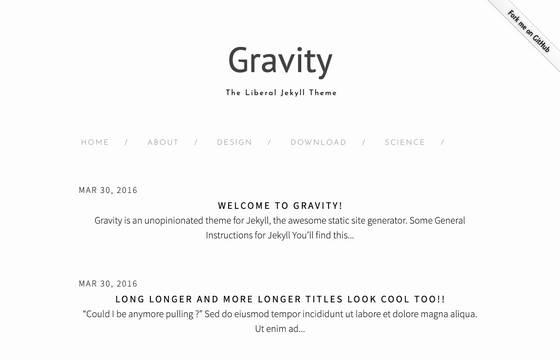 Fork me on GitHub
Gravity
The Liberal Jekyll Theme
HOME / ABOUT / DESIGN / DOWNLOAD / SCIENCE /
MAR 30, 2016
WELCOME TO GRAVITY!
Gravity is an unopinionated theme for Jekyll, the awesome static site generator. Some General
Instructions for Jekyll You'll find this...
MAR 30, 2016
LONG LONGER AND MORE LONGER TITLES LOOK COOL TOO!!
“Could I be anymore pulling ?” Sed do eiusmod tempor incididunt ut labore et dolore magna aliqua.
Ut enim ad...